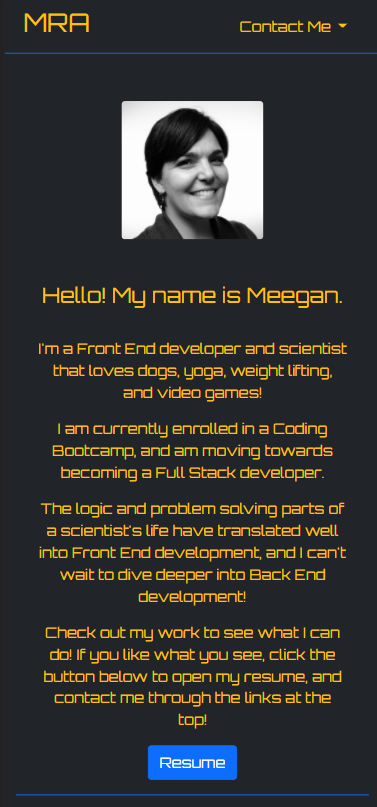 MRA
Contact Me
Hello! My name is Meegan.
I'm a Front End developer and scientist
that loves dogs, yoga, weight lifting,
and video games!
I am currently enrolled in a Coding
Bootcamp, and am moving towards
becoming a Full Stack developer.
The logic and problem solving parts of
a scientist's life have translated well
into Front End development, and I can't
wait to dive deeper into Back End
development!
Check out my work to see what I can
do! If you like what you see, click the
button below to open my resume, and
contact me through the links at the
top!
Resume